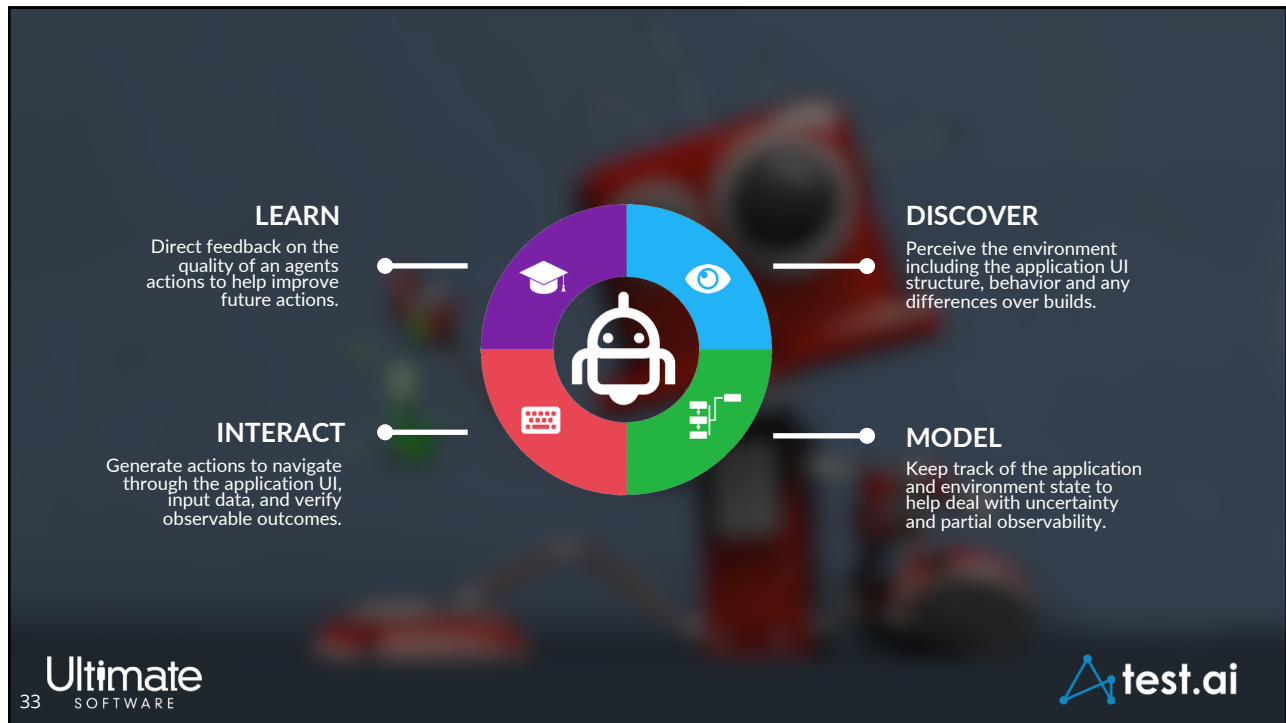 LEARN
Direct feedback on the
quality of an agents
actions to help improve
future actions.
DISCOVER
Perceive the environment
including the application UI
structure, behavior and any
differences over builds.
INTERACT
Generate actions to navigate
through the application UI,
input data, and verify
observable outcomes.
MODEL
Keep track of the application
and environment state to
help deal with uncertainty
and partial observability.
33
Ultimate
SOFTWARE
test.ai